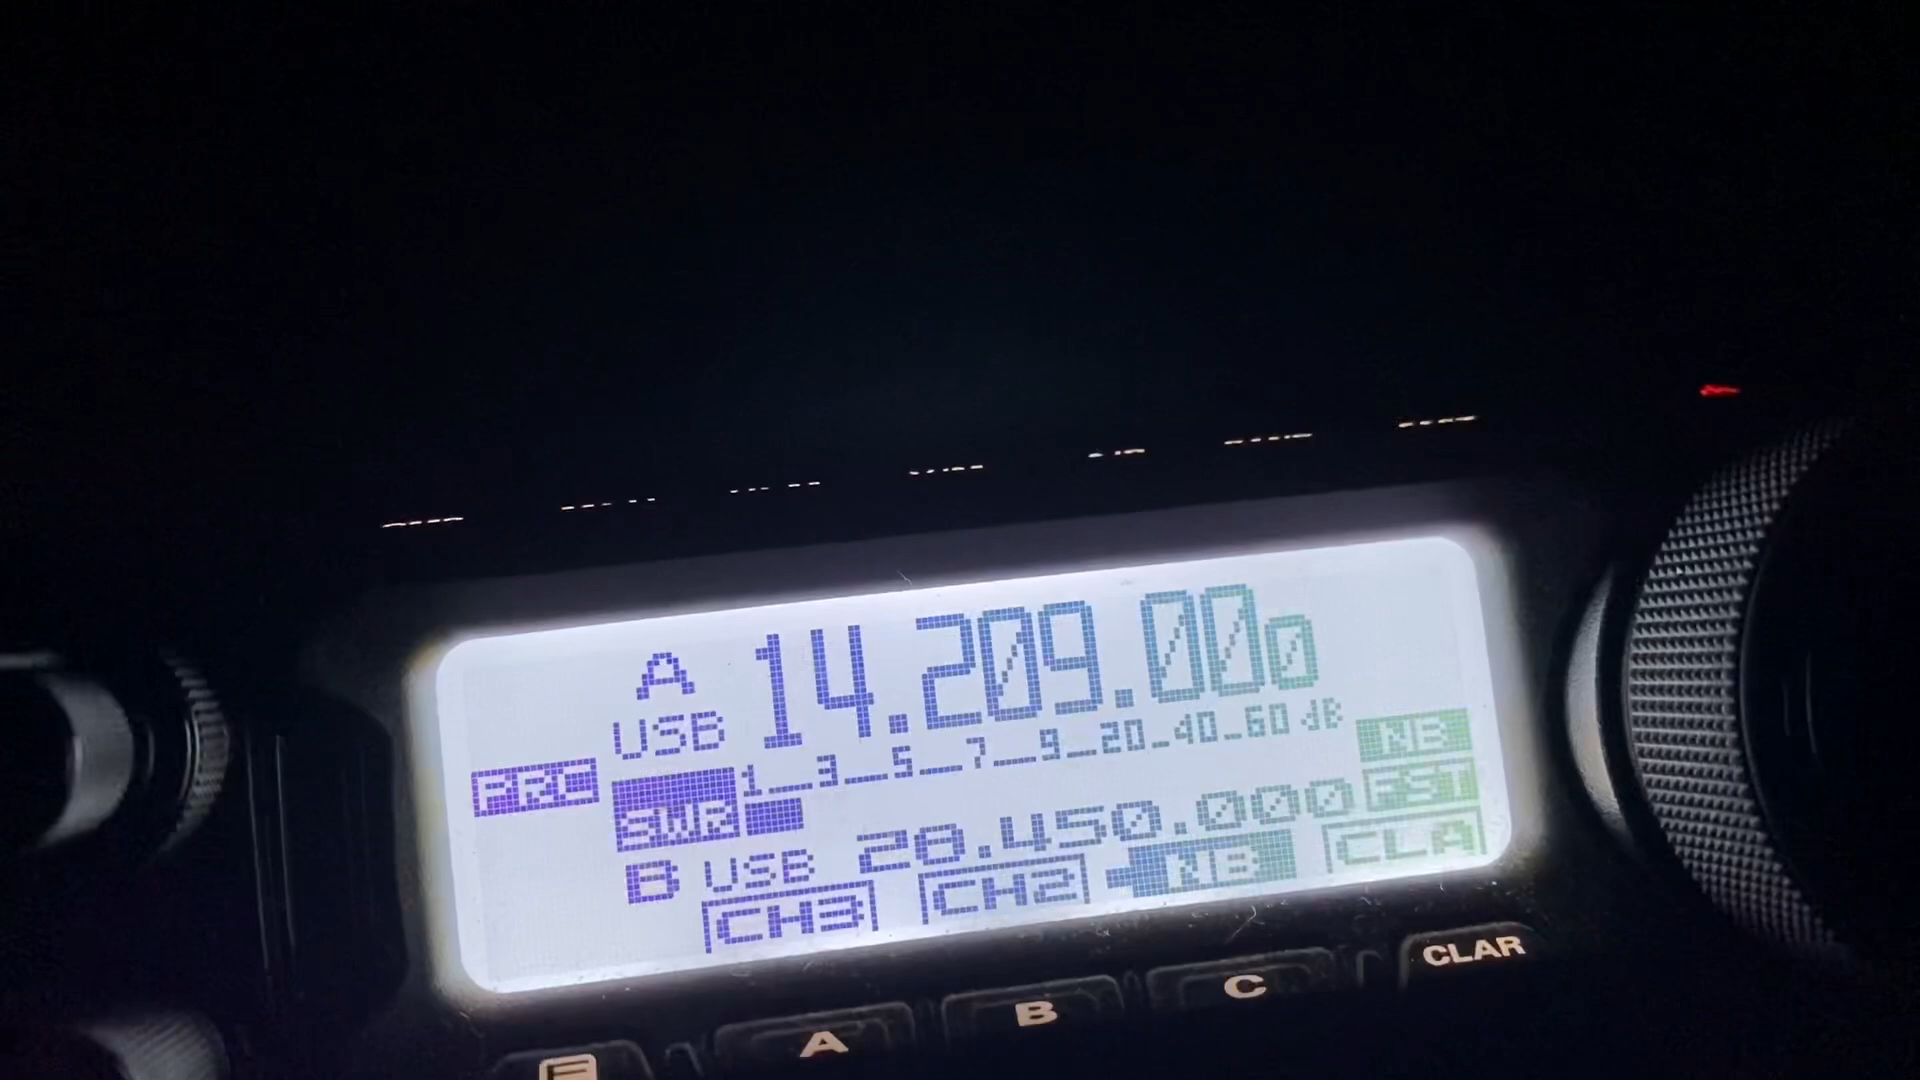 A 14.209.000
USB
1__3__5__7__9__20_40_60 dB NB
PRC
SWR
FST
B USB 28.450.000
CH3 CH2 NB CLA
F A B C CLAR